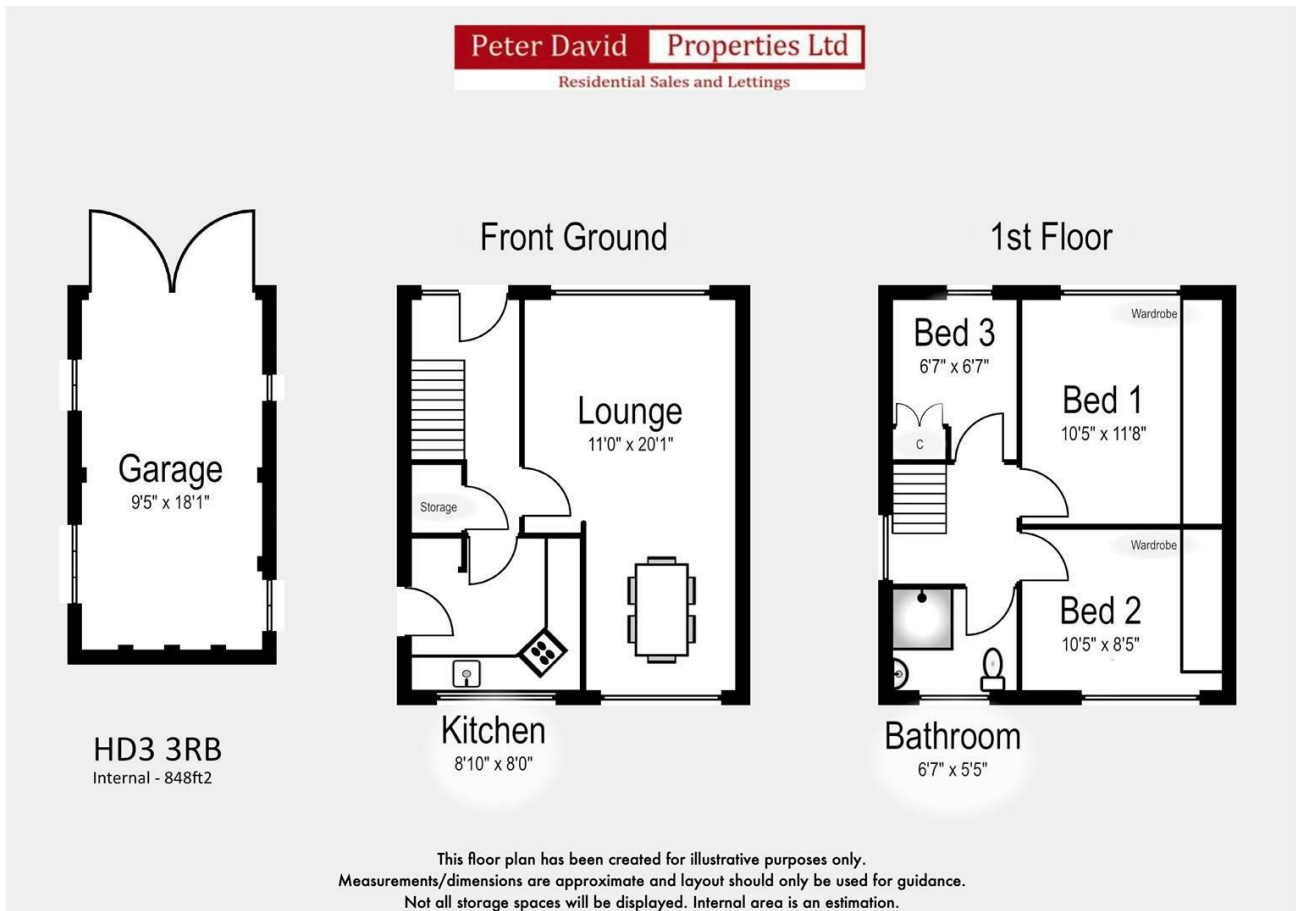 Peter David Properties Ltd
Residential Sales and Lettings
Front Ground
1st Floor
Garage
9'5" x 18'1"
Lounge
11'0" x 20'1"
Storage
Kitchen
8'10" x 8'0"
Bed 3
6'7" x 6'7"
C
Wardrobe
Bed 1
10'5" x 11'8"
Wardrobe
Bed 2
10'5" x 8'5"
Bathroom
6'7" x 5'5"
HD3 3RB
Internal - 848ft2
This floor plan has been created for illustrative purposes only.
Measurements/dimensions are approximate and layout should only be used for guidance.
Not all storage spaces will be displayed. Internal area is an estimation.